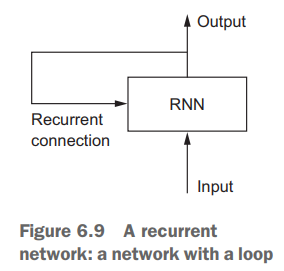 Output
RNN
Recurrent
connection
Input
Figure 6.9 A recurrent
network: a network with a loop